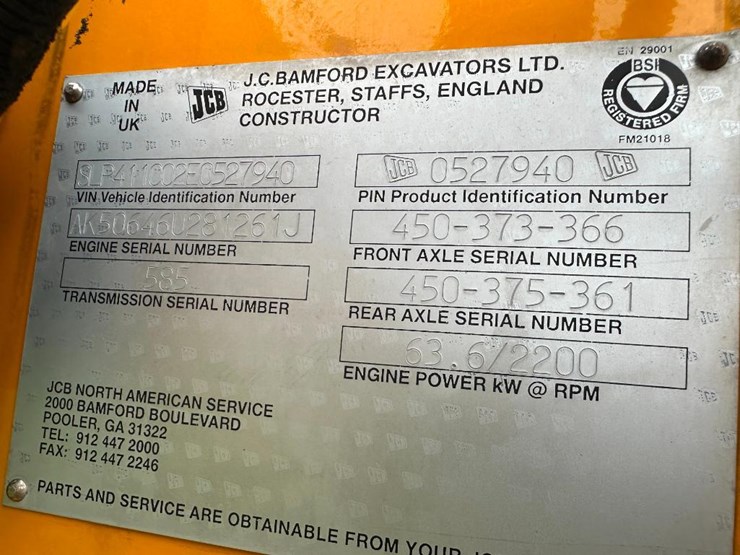 MADE
IN
UK
JCB
J.C.BAMFORD EXCAVATORS LTD.
ROCESTER, STAFFS, ENGLAND
CONSTRUCTOR
EN 29001
BSI
REGISTERED FIRM
FM21018
SLP411002E0527940
VIN Vehicle Identification Number
JCB 0527940 JCB
PIN Product Identification Number
AK50646U281261J
ENGINE SERIAL NUMBER
450-373-366
FRONT AXLE SERIAL NUMBER
585
TRANSMISSION SERIAL NUMBER
450-375-361
REAR AXLE SERIAL NUMBER
63.6/2200
ENGINE POWER kW @ RPM
JCB NORTH AMERICAN SERVICE
2000 BAMFORD BOULEVARD
POOLER, GA 31322
TEL: 912 447 2000
FAX: 912 447 2246
PARTS AND SERVICE ARE OBTAINABLE FROM YOUR